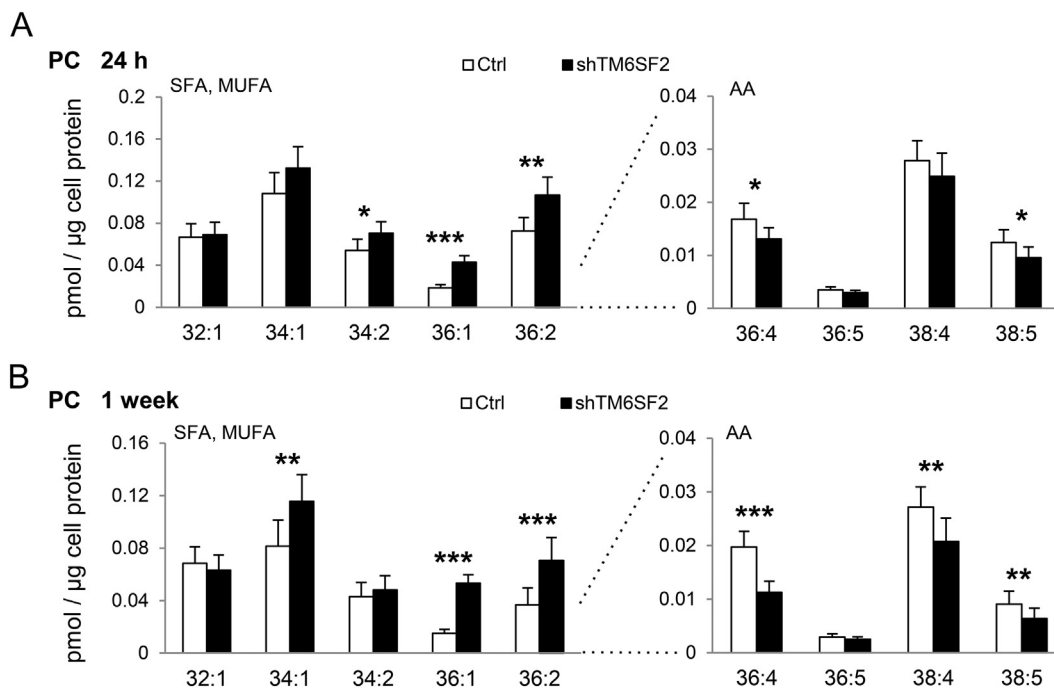 A
PC 24 h
Ctrl shTM6SF2
SFA, MUFA
AA
pmol / µg cell protein
0.2
0.16
0.12
0.08
0.04
0
32:1 34:1 34:2 36:1 36:2
* *** **
0.04
0.03
0.02
0.01
0
36:4 36:5 38:4 38:5
* *
B
PC 1 week
Ctrl shTM6SF2
SFA, MUFA
AA
pmol / µg cell protein
0.16
0.12
0.08
0.04
0
32:1 34:1 34:2 36:1 36:2
** *** ***
0.04
0.03
0.02
0.01
0
36:4 36:5 38:4 38:5
*** ** **